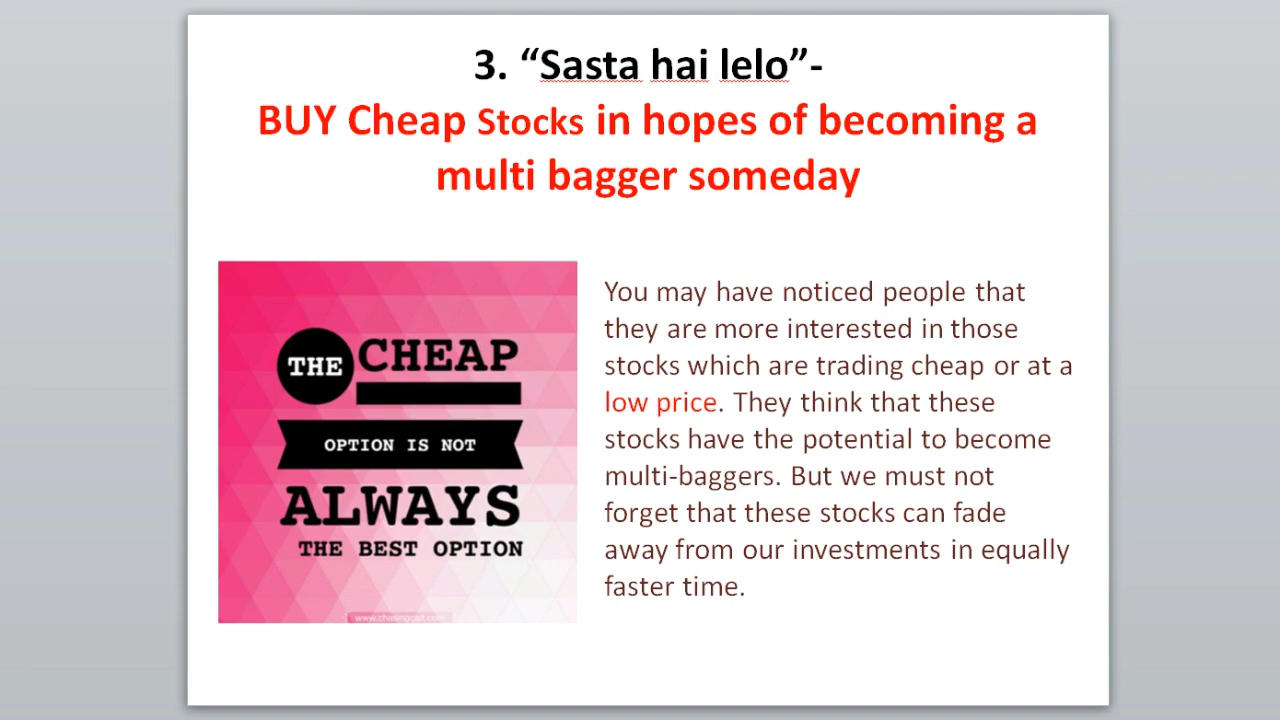 3. “Sasta hai lelo”-
BUY Cheap Stocks in hopes of becoming a
multi bagger someday
THE CHEAP
OPTION IS NOT
ALWAYS
THE BEST OPTION
You may have noticed people that
they are more interested in those
stocks which are trading cheap or at a
low price. They think that these
stocks have the potential to become
multi-baggers. But we must not
forget that these stocks can fade
away from our investments in equally
faster time.